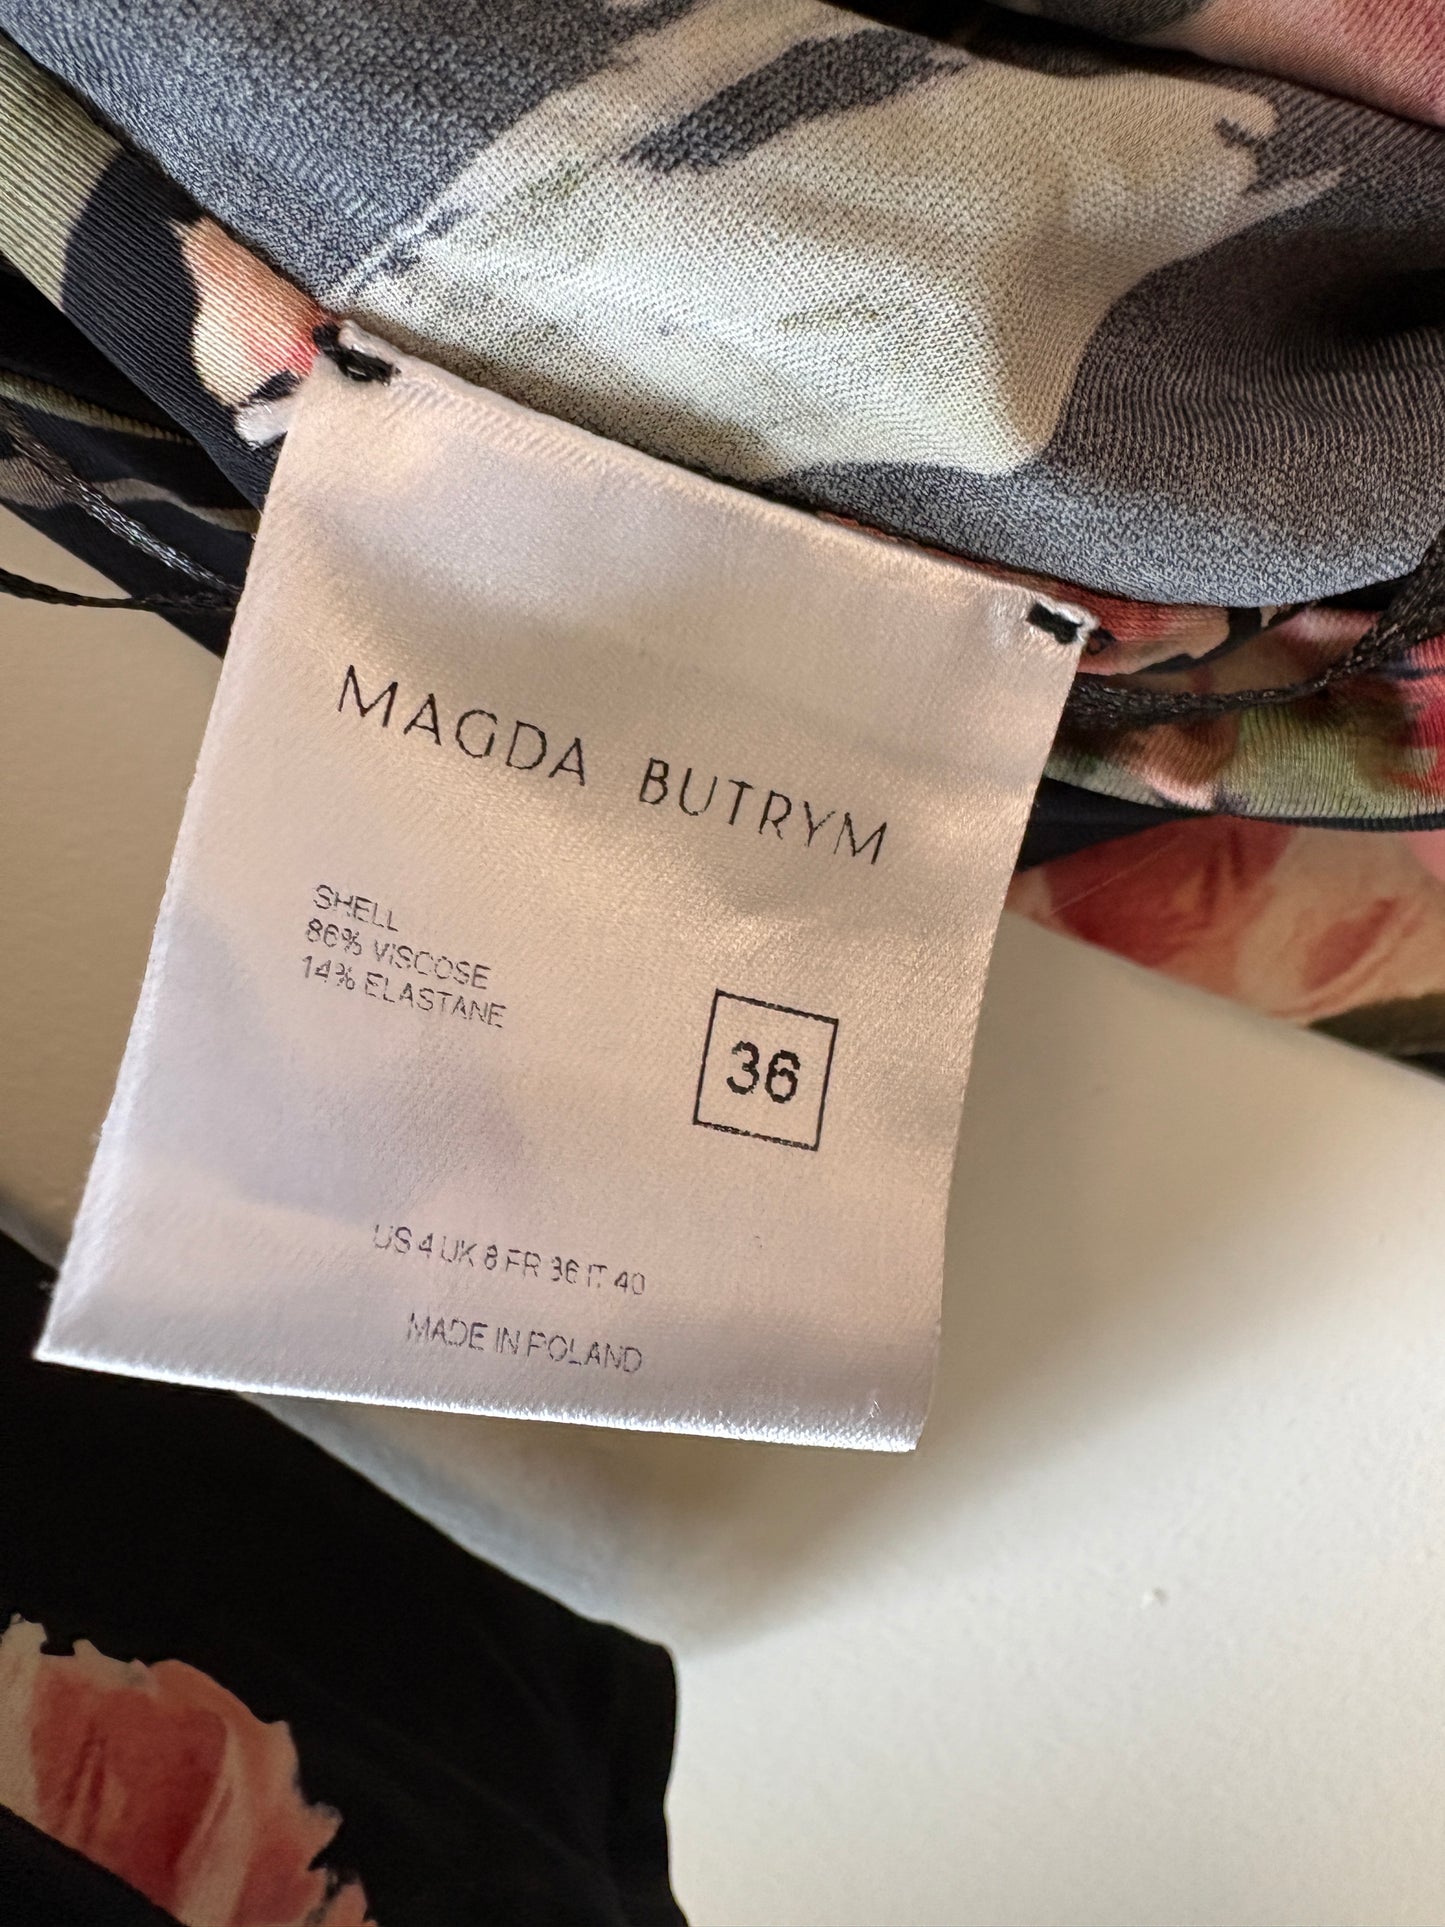 MAGDA BUTRYM
SHELL
86% VISCOSE
14% ELASTANE
36
US 4 UK 8 FR 36 IT 40
MADE IN POLAND